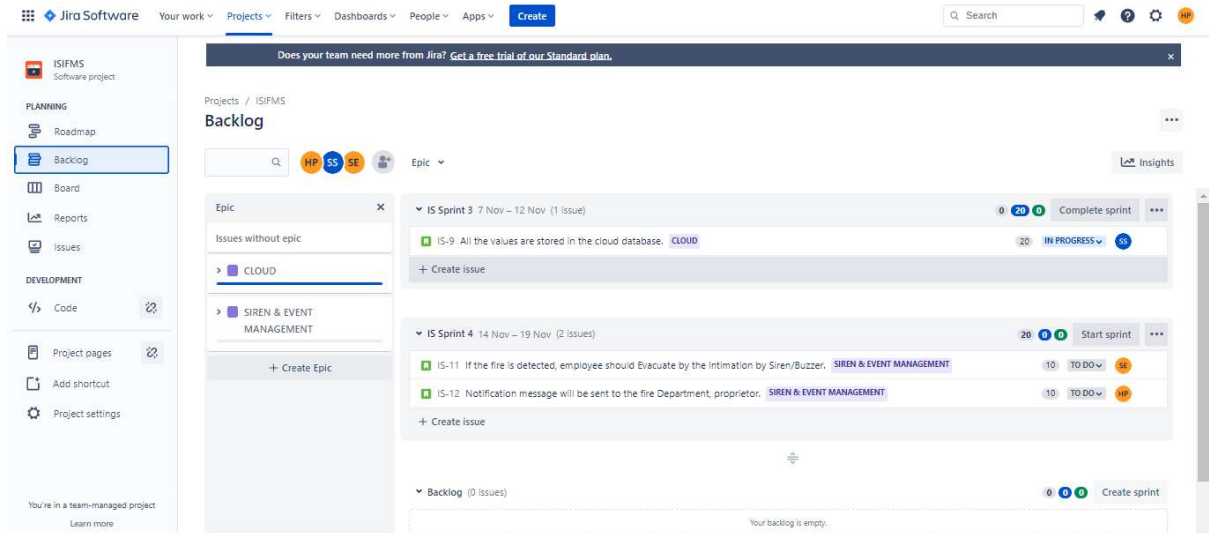 Jira Software Your work Projects Filters Dashboards People Apps Create Search HP
Does your team need more from Jira? Get a free trial of our Standard plan.
ISIFMS
Software project
PLANNING
Roadmap
Backlog
Board
Reports
Issues
DEVELOPMENT
Code
Project pages
Add shortcut
Project settings
You're in a team-managed project
Learn more
Projects / ISIFMS
Backlog
HP SS SE Epic Insights
Epic
Issues without epic
CLOUD
SIREN & EVENT
MANAGEMENT
+ Create Epic
IS Sprint 3 7 Nov – 12 Nov (1 issue) 0 20 0 Complete sprint
IS-9 All the values are stored in the cloud database. CLOUD 20 IN PROGRESS SS
+ Create issue
IS Sprint 4 14 Nov – 19 Nov (2 issues) 20 0 0 Start sprint
IS-11 If the fire is detected, employee should Evacuate by the intimation by Siren/Buzzer. SIREN & EVENT MANAGEMENT 10 TO DO SE
IS-12 Notification message will be sent to the fire Department, proprietor. SIREN & EVENT MANAGEMENT 10 TO DO HP
+ Create issue
Backlog (0 issues) 0 0 0 Create sprint
Your backlog is empty.